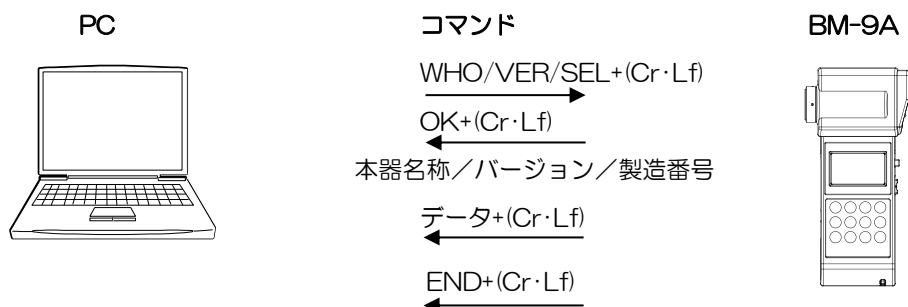 PC
コマンド
BM-9A
WHO/VER/SEL+(Cr･Lf)
OK+(Cr･Lf)
本器名称／バージョン／製造番号
データ+(Cr･Lf)
END+(Cr･Lf)